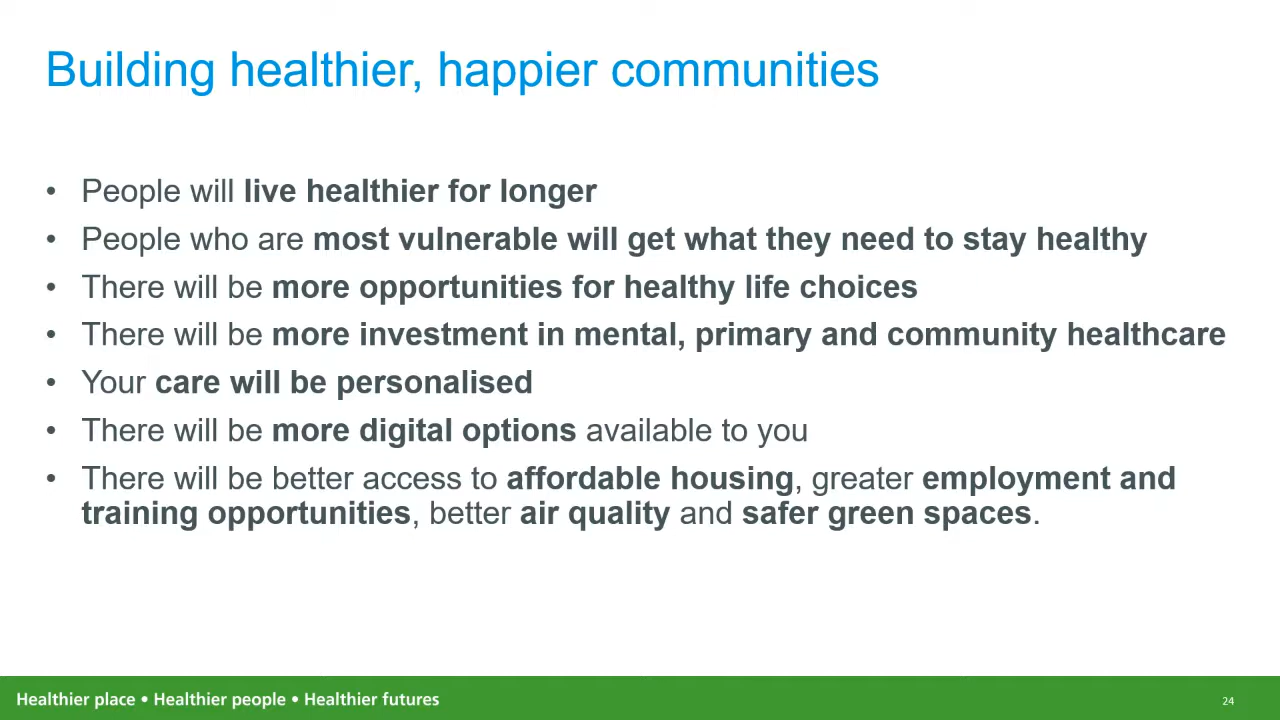 Building healthier, happier communities
• People will live healthier for longer
• People who are most vulnerable will get what they need to stay healthy
• There will be more opportunities for healthy life choices
• There will be more investment in mental, primary and community healthcare
• Your care will be personalised
• There will be more digital options available to you
• There will be better access to affordable housing, greater employment and
training opportunities, better air quality and safer green spaces.
Healthier place • Healthier people • Healthier futures
24